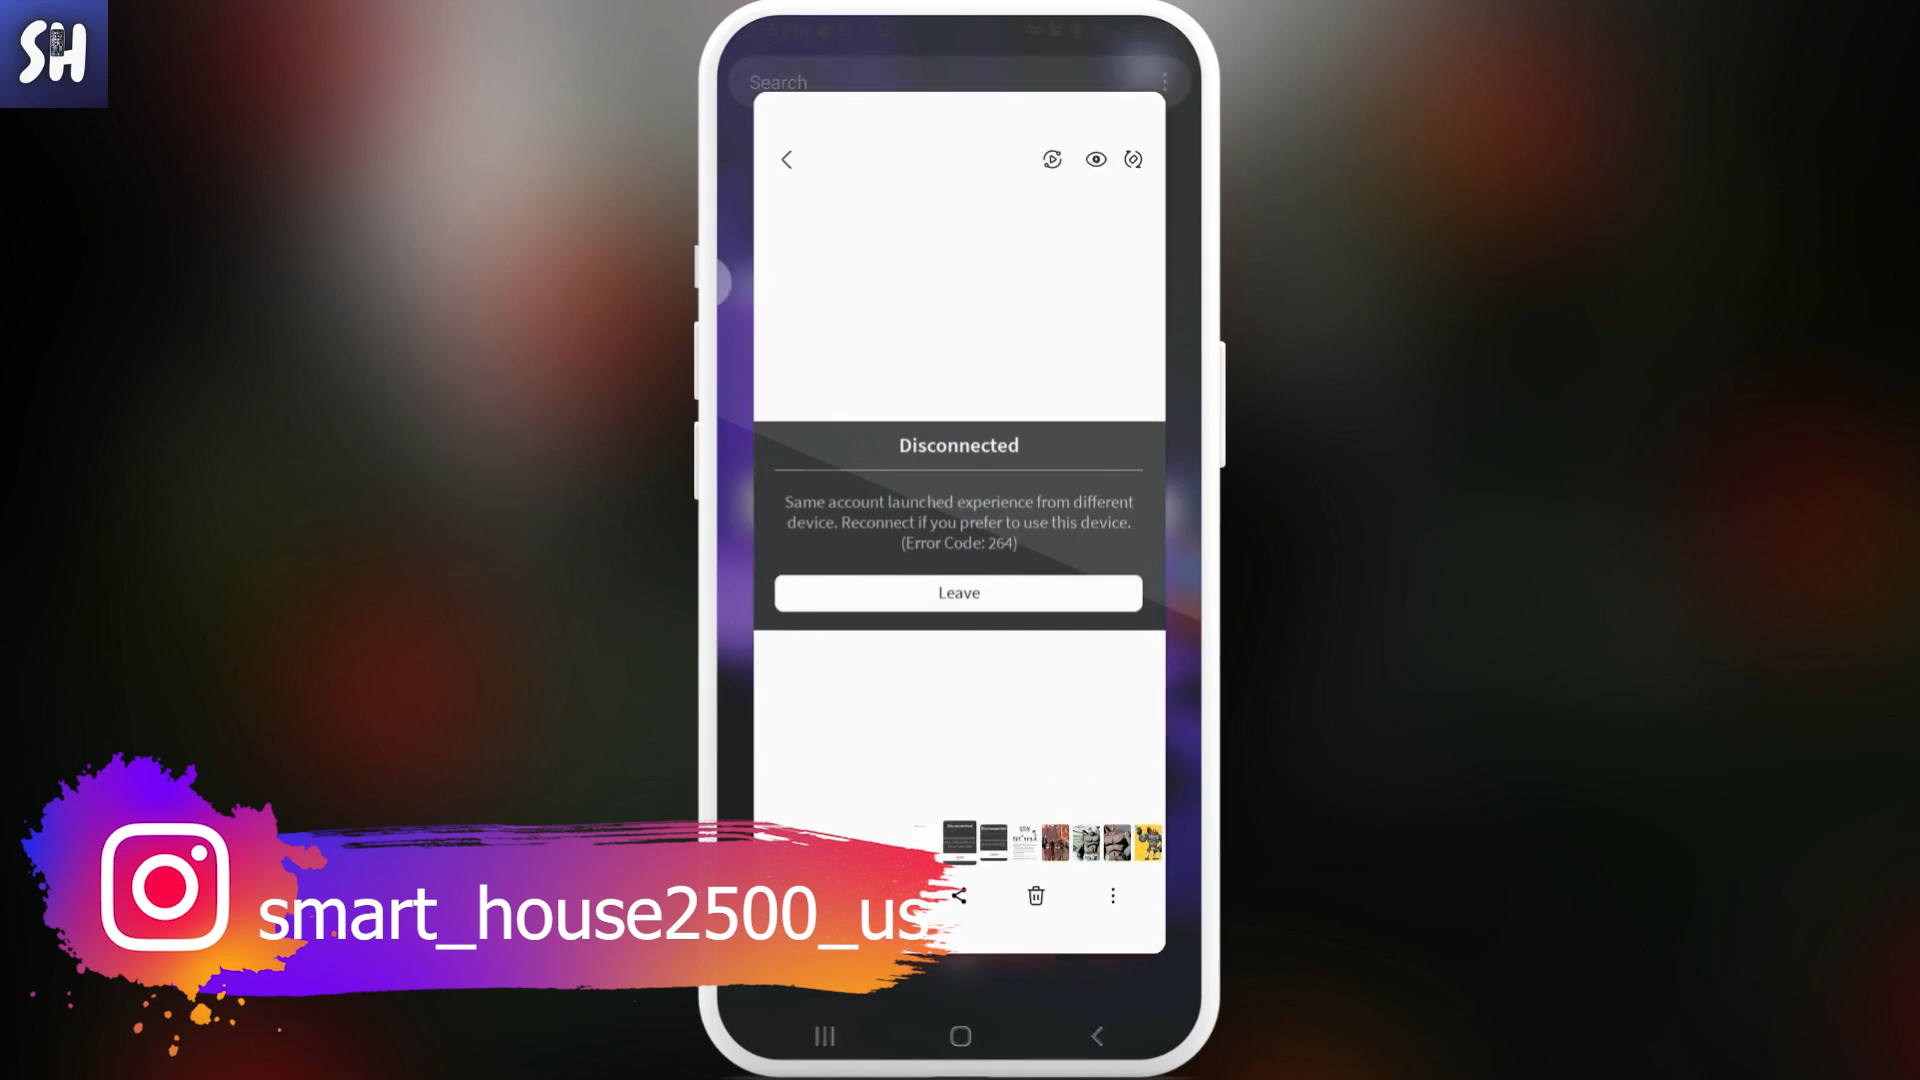 SH
Search
Disconnected
Same account launched experience from different
device. Reconnect if you prefer to use this device.
(Error Code: 264)
Leave
smart_house2500_us